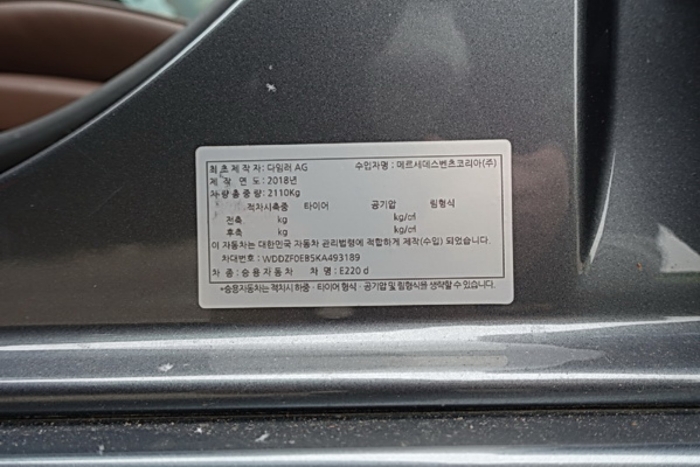 최초제작자: 다임러 AG 수입자명 : 메르세데스벤츠코리아(주)
제 작 연 도 : 2018년
차량총중량: 2110Kg
적차시축중 타이어 공기압 림형식
전축 kg kg/㎠
후축 kg kg/㎠
이 자동차는 대한민국 자동차 관리법령에 적합하게 제작(수입) 되었습니다.
차대번호 : WDDZF0EB5KA493189
차 종 : 승용자동차 차 명 : E220 d
*승용자동차는 적차시 하중 · 타이어 형식 · 공기압 및 림형식을 생략할 수 있습니다.